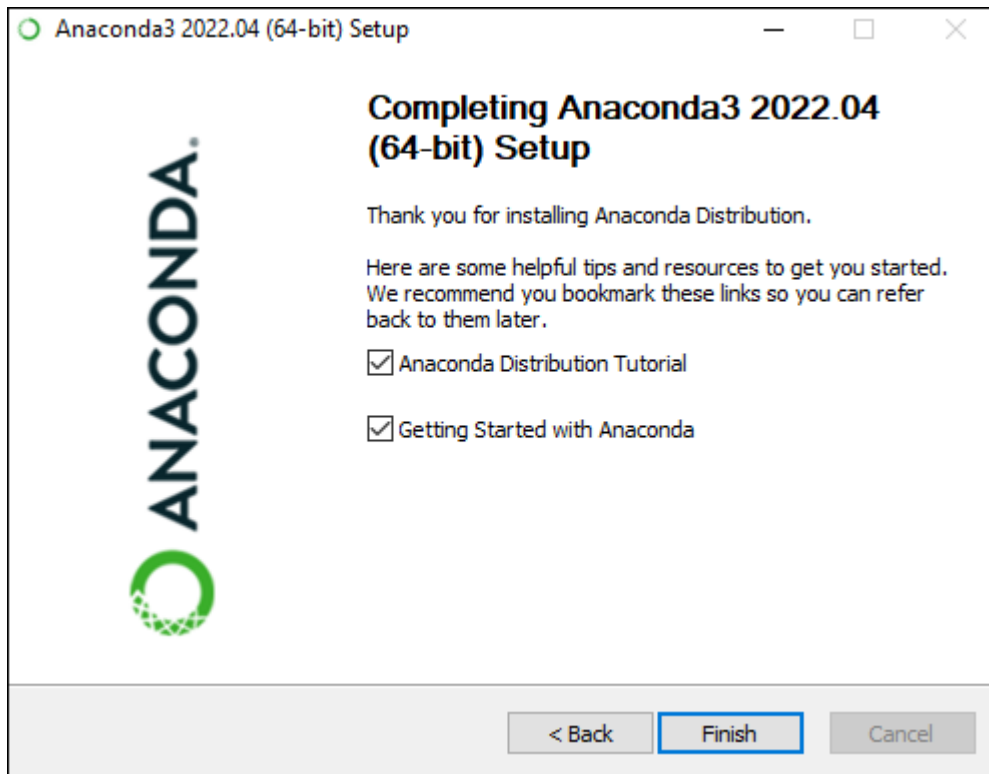 Anaconda3 2022.04 (64-bit) Setup
ANACONDA.
Completing Anaconda3 2022.04
(64-bit) Setup
Thank you for installing Anaconda Distribution.
Here are some helpful tips and resources to get you started.
We recommend you bookmark these links so you can refer
back to them later.
Anaconda Distribution Tutorial
Getting Started with Anaconda
< Back
Finish
Cancel